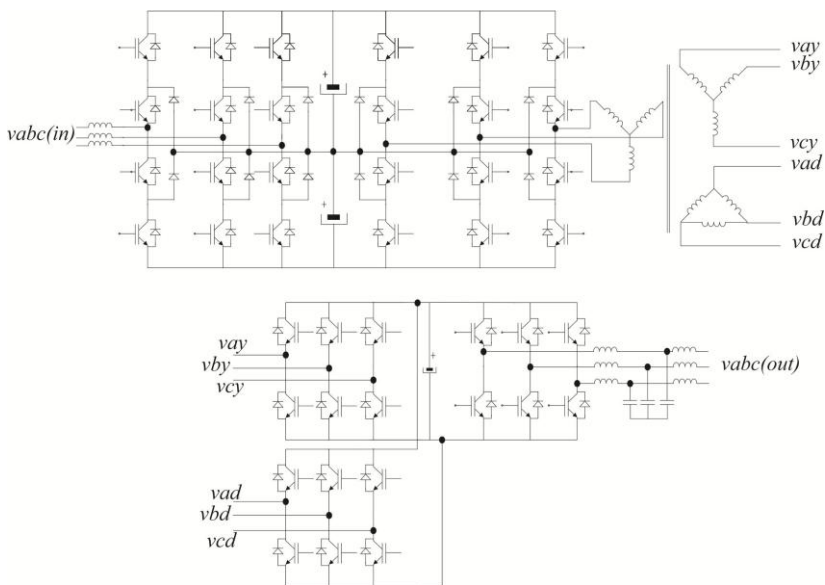 vabc(in)
+
+
vay
vby
vcy
vad
vbd
vcd
vay
vby
vcy
+
vabc(out)
vad
vbd
vcd